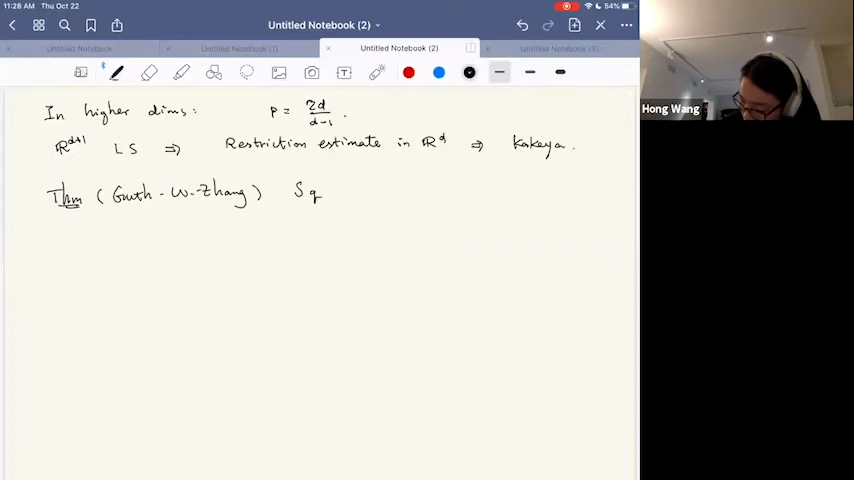 11:28 AM Thu Oct 22
54%
Untitled Notebook (2)
Untitled Notebook
Untitled Notebook (1)
Untitled Notebook (2)
Untitled Notebook (3)
Hong Wang
In higher dims: p = 2d/d-1 .
ℝ^{d+1} LS ⇒ Restriction estimate in ℝ^d ⇒ Kakeya.
Thm (Guth - W. - Zhang) Sq